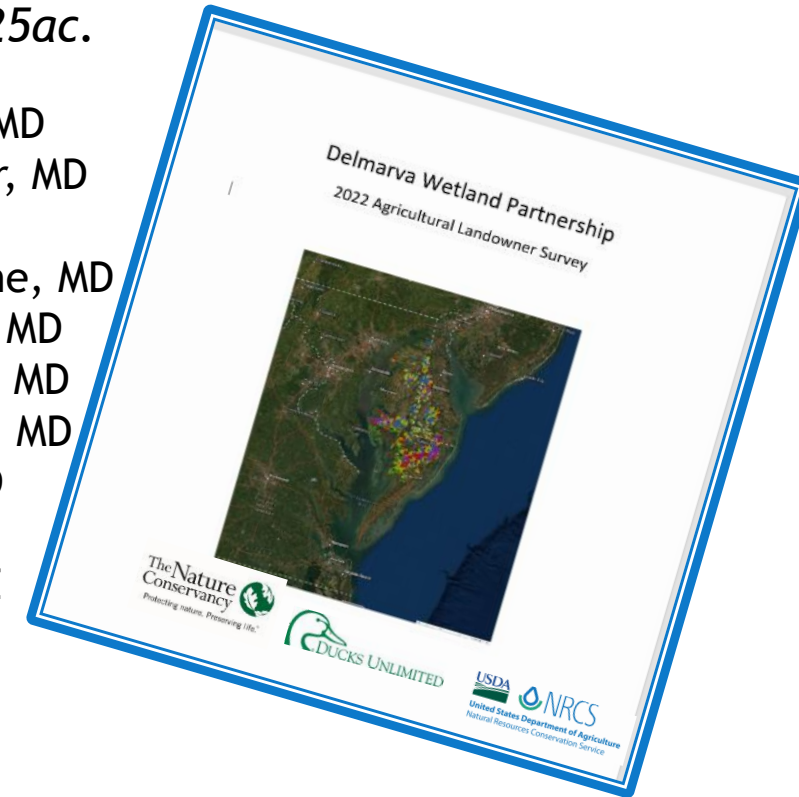 25ac.
MD
r, MD
ne, MD
MD
MD
MD
Delmarva Wetland Partnership
2022 Agricultural Landowner Survey
The Nature
Conservancy
Protecting nature. Preserving life.
DUCKS UNLIMITED
USDA
NRCS
United States Department of Agriculture
Natural Resources Conservation Service